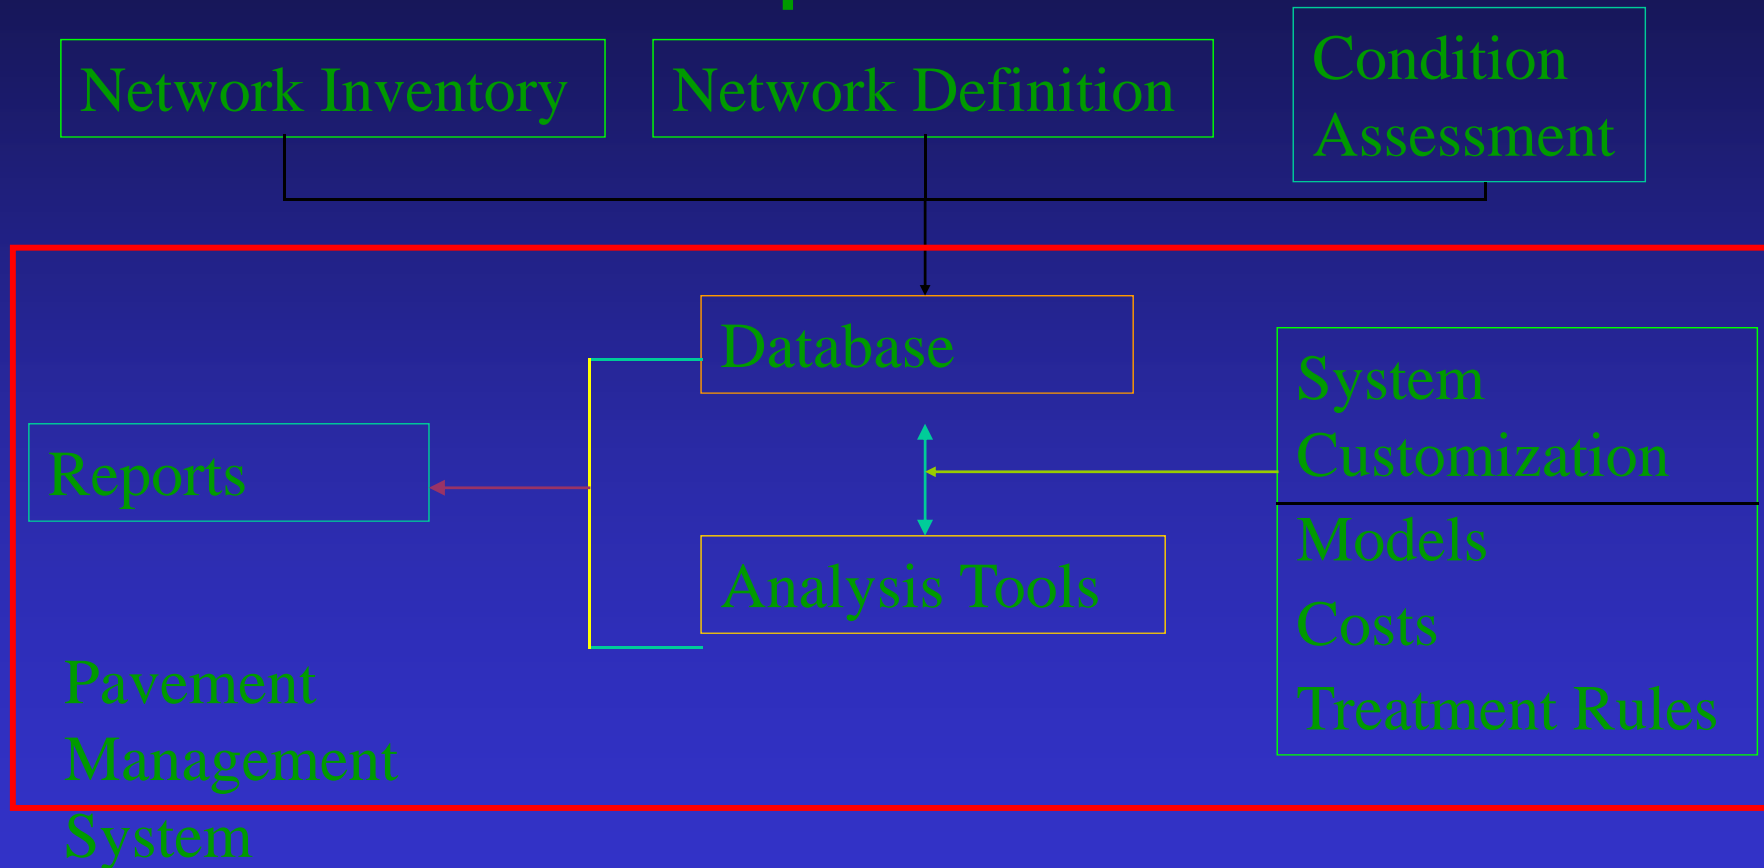 Network Inventory
Network Definition
Condition
Assessment
Database
System
Customization
Reports
Models
Analysis Tools
Costs
Treatment Rules
Pavement
Management
System